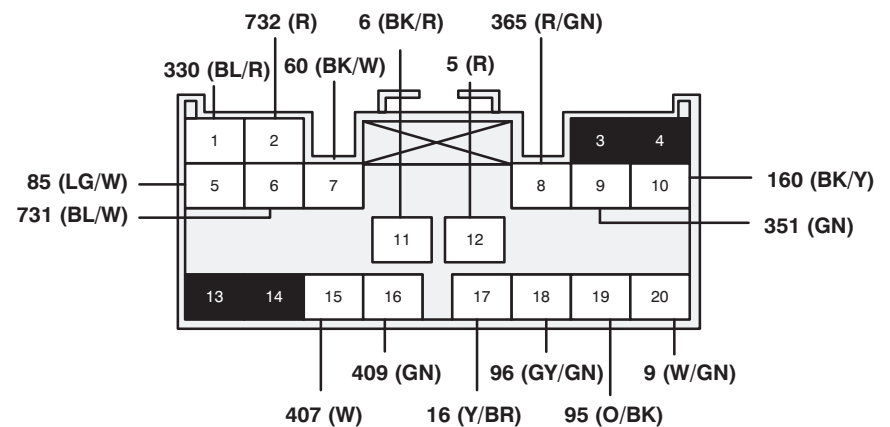 732 (R) 6 (BK/R) 365 (R/GN)
330 (BL/R) 60 (BK/W) 5 (R)
1 2 3 4
85 (LG/W) 5 6 7 8 9 10 160 (BK/Y)
731 (BL/W) 351 (GN)
11 12
13 14 15 16 17 18 19 20
409 (GN) 96 (GY/GN) 9 (W/GN)
407 (W) 16 (Y/BR) 95 (O/BK)